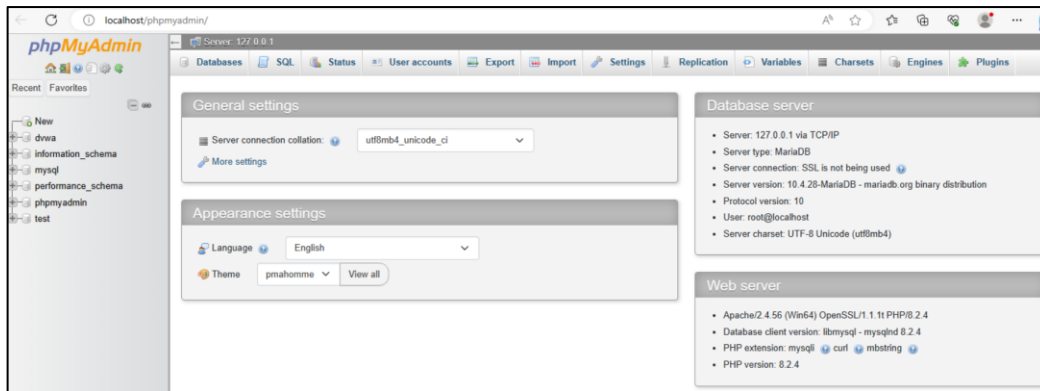 localhost/phpmyadmin/
phpMyAdmin
Recent Favorites
New
dvwa
information_schema
mysql
performance_schema
phpmyadmin
test
Server: 127.0.0.1
Databases SQL Status User accounts Export Import Settings Replication Variables Charsets Engines Plugins
General settings
Server connection collation: utf8mb4_unicode_ci
More settings
Appearance settings
Language English
Theme pmahomme View all
Database server
Server: 127.0.0.1 via TCP/IP
Server type: MariaDB
Server connection: SSL is not being used
Server version: 10.4.28-MariaDB - mariadb.org binary distribution
Protocol version: 10
User: root@localhost
Server charset: UTF-8 Unicode (utf8mb4)
Web server
Apache/2.4.56 (Win64) OpenSSL/1.1.1t PHP/8.2.4
Database client version: libmysql - mysqlnd 8.2.4
PHP extension: mysqli curl mbstring
PHP version: 8.2.4